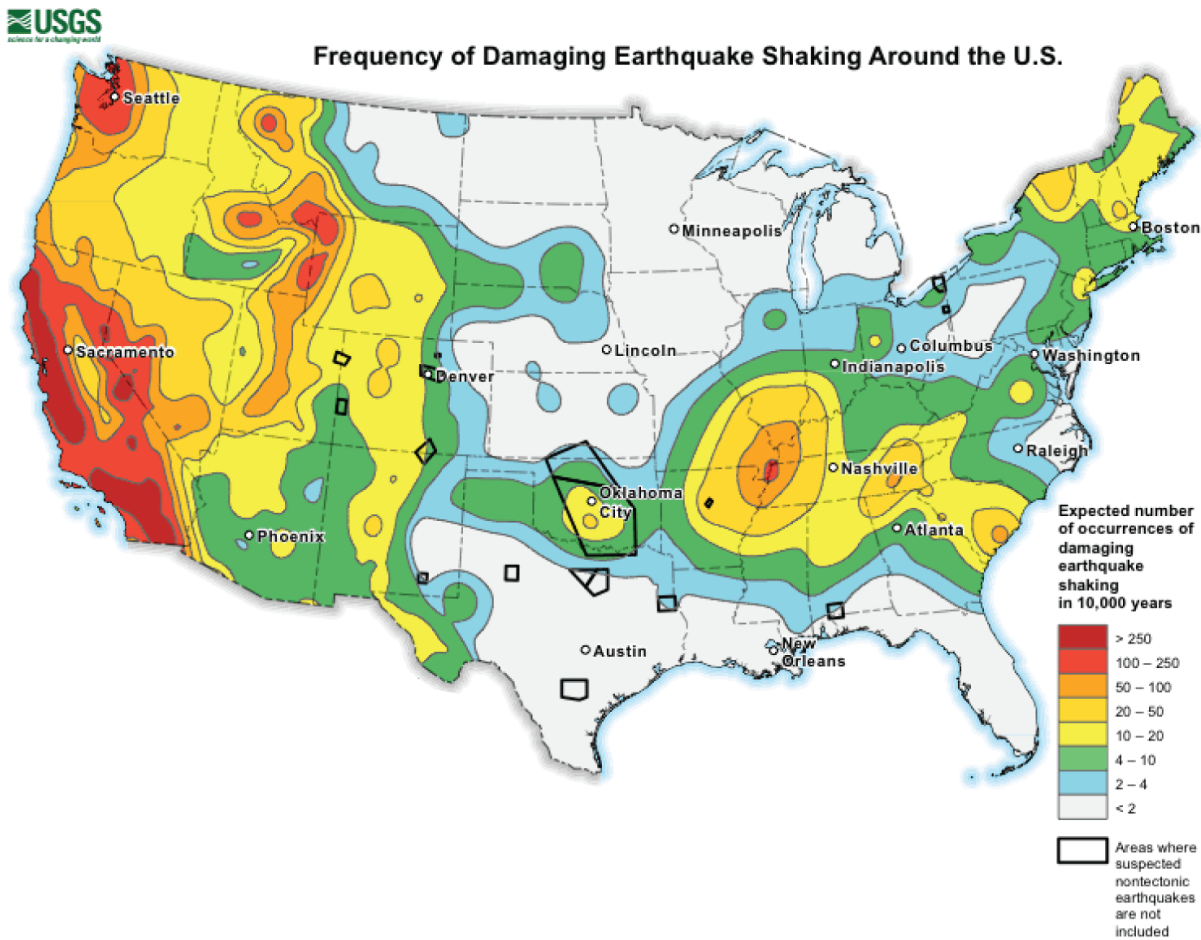 USGS
science for a changing world
Frequency of Damaging Earthquake Shaking Around the U.S.
Seattle
Minneapolis
Boston
Sacramento
Lincoln
Columbus
Washington
Indianapolis
Denver
Raleigh
Nashville
Oklahoma
City
Phoenix
Atlanta
Austin
New
Orleans
Expected number
of occurrences of
damaging
earthquake
shaking
in 10,000 years
> 250
100 – 250
50 – 100
20 – 50
10 – 20
4 – 10
2 – 4
< 2
Areas where
suspected
nontectonic
earthquakes
are not
included